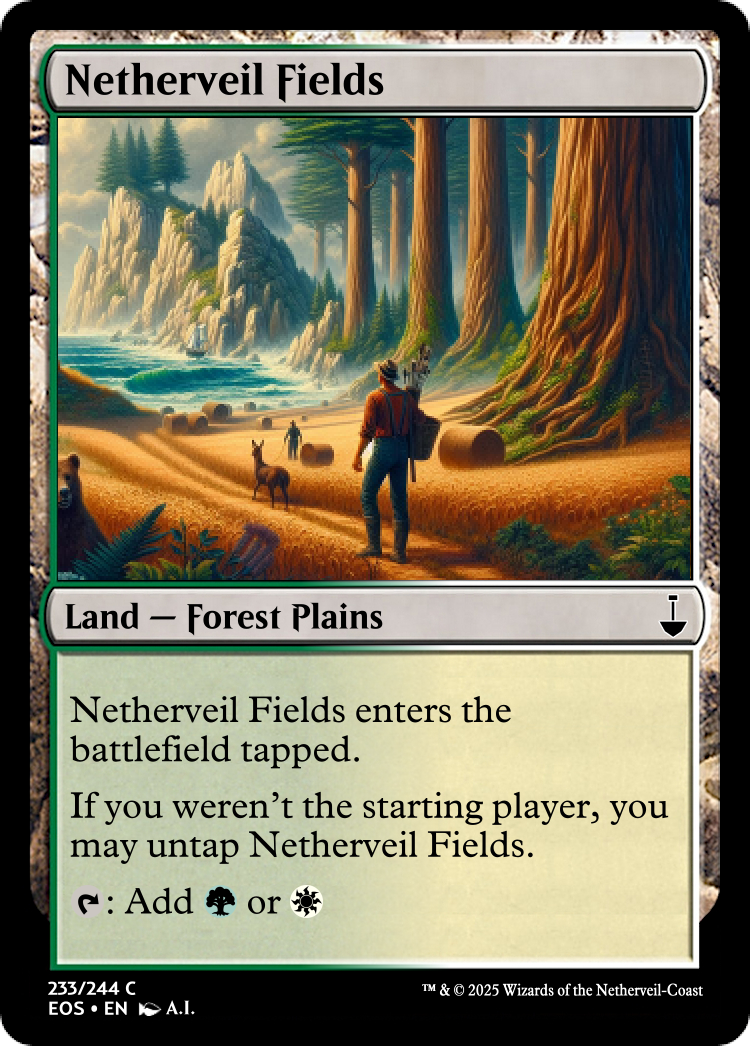 Netherveil Fields
Land — Forest Plains
Netherveil Fields enters the
battlefield tapped.
If you weren't the starting player, you
may untap Netherveil Fields.
: Add or
233/244 C
™ & © 2025 Wizards of the Netherveil-Coast
EOS • EN A.I.